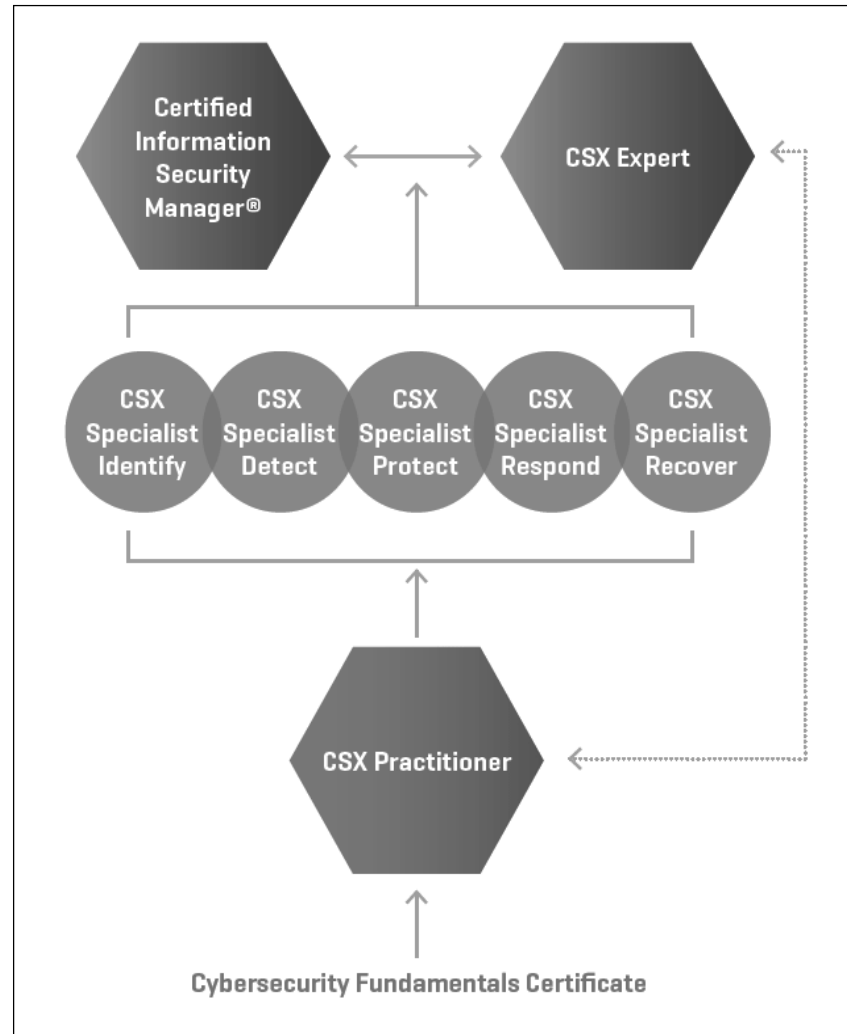 Certified
Information
Security
Manager®
CSX Expert
CSX
Specialist
Identify
CSX
Specialist
Detect
CSX
Specialist
Protect
CSX
Specialist
Respond
CSX
Specialist
Recover
CSX Practitioner
Cybersecurity Fundamentals Certificate